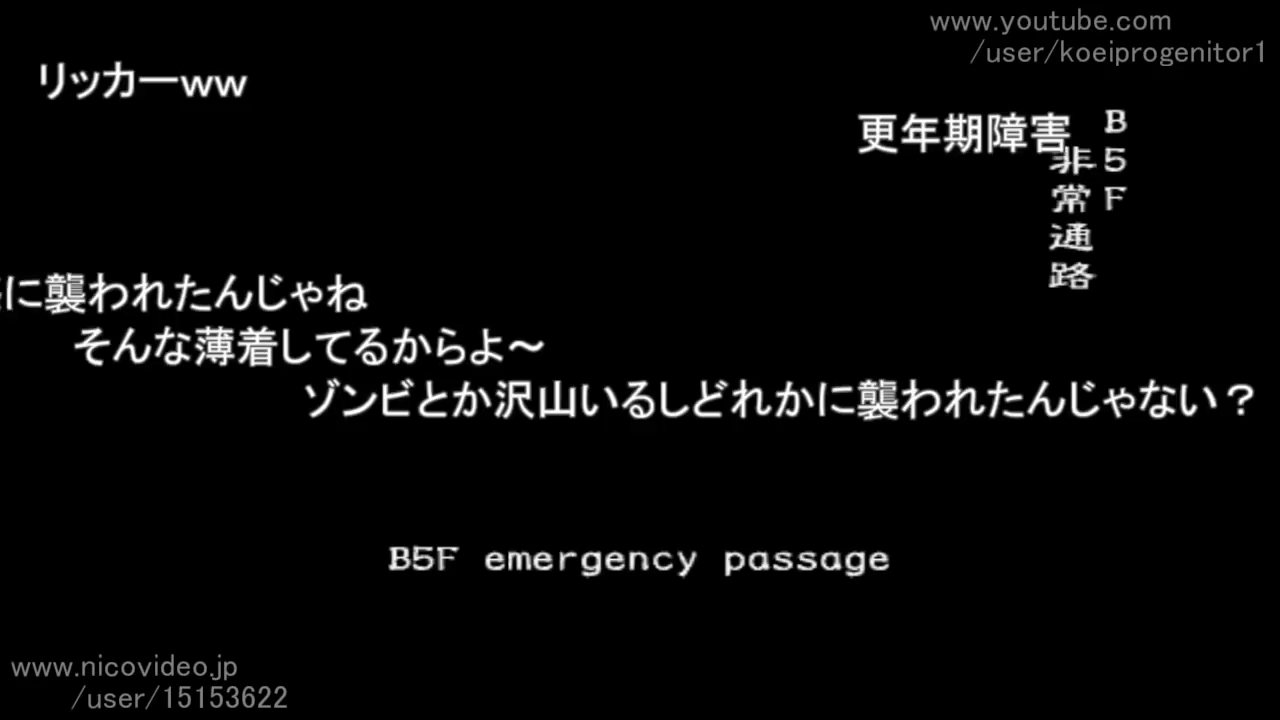 www.youtube.com
/user/koeiprogenitor1
リッカーww
更年期障害
B5F
非常通路
に襲われたんじゃね
そんな薄着してるからよ～
ゾンビとか沢山いるしどれかに襲われたんじゃない？
B5F emergency passage
www.nicovideo.jp
/user/15153622